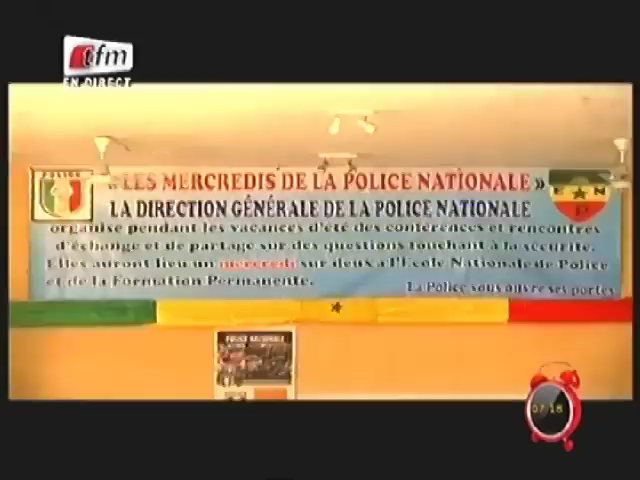 tfm
EN DIRECT
POLICE
« LES MERCREDIS DE LA POLICE NATIONALE »
LA DIRECTION GÉNÉRALE DE LA POLICE NATIONALE
E N
P
organise pendant les vacances d'été des conférences et rencontres
d'échange et de partage sur des questions touchant à la sécurité.
Elles auront lieu un mercredi sur deux à l'Ecole Nationale de Police
et de la Formation Permanente.
La Police vous ouvre ses portes
POLICE NATIONALE
07:18